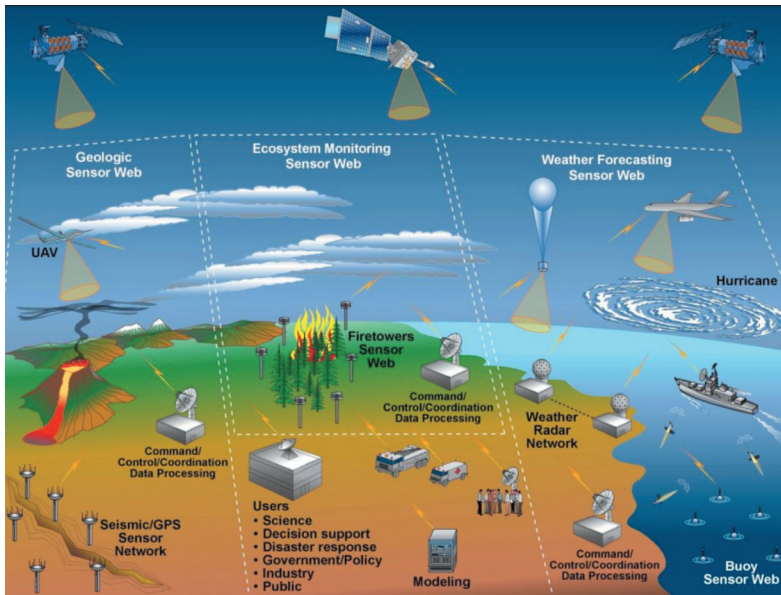 Geologic
Sensor Web
Ecosystem Monitoring
Sensor Web
Weather Forecasting
Sensor Web
UAV
Hurricane
Firetowers
Sensor
Web
Command/
Control/Coordination
Data Processing
Weather
Radar
Network
Command/
Control/Coordination
Data Processing
Seismic/GPS
Sensor
Network
Users
• Science
• Decision support
• Disaster response
• Government/Policy
• Industry
• Public
Modeling
Command/
Control/Coordination
Data Processing
Buoy
Sensor Web